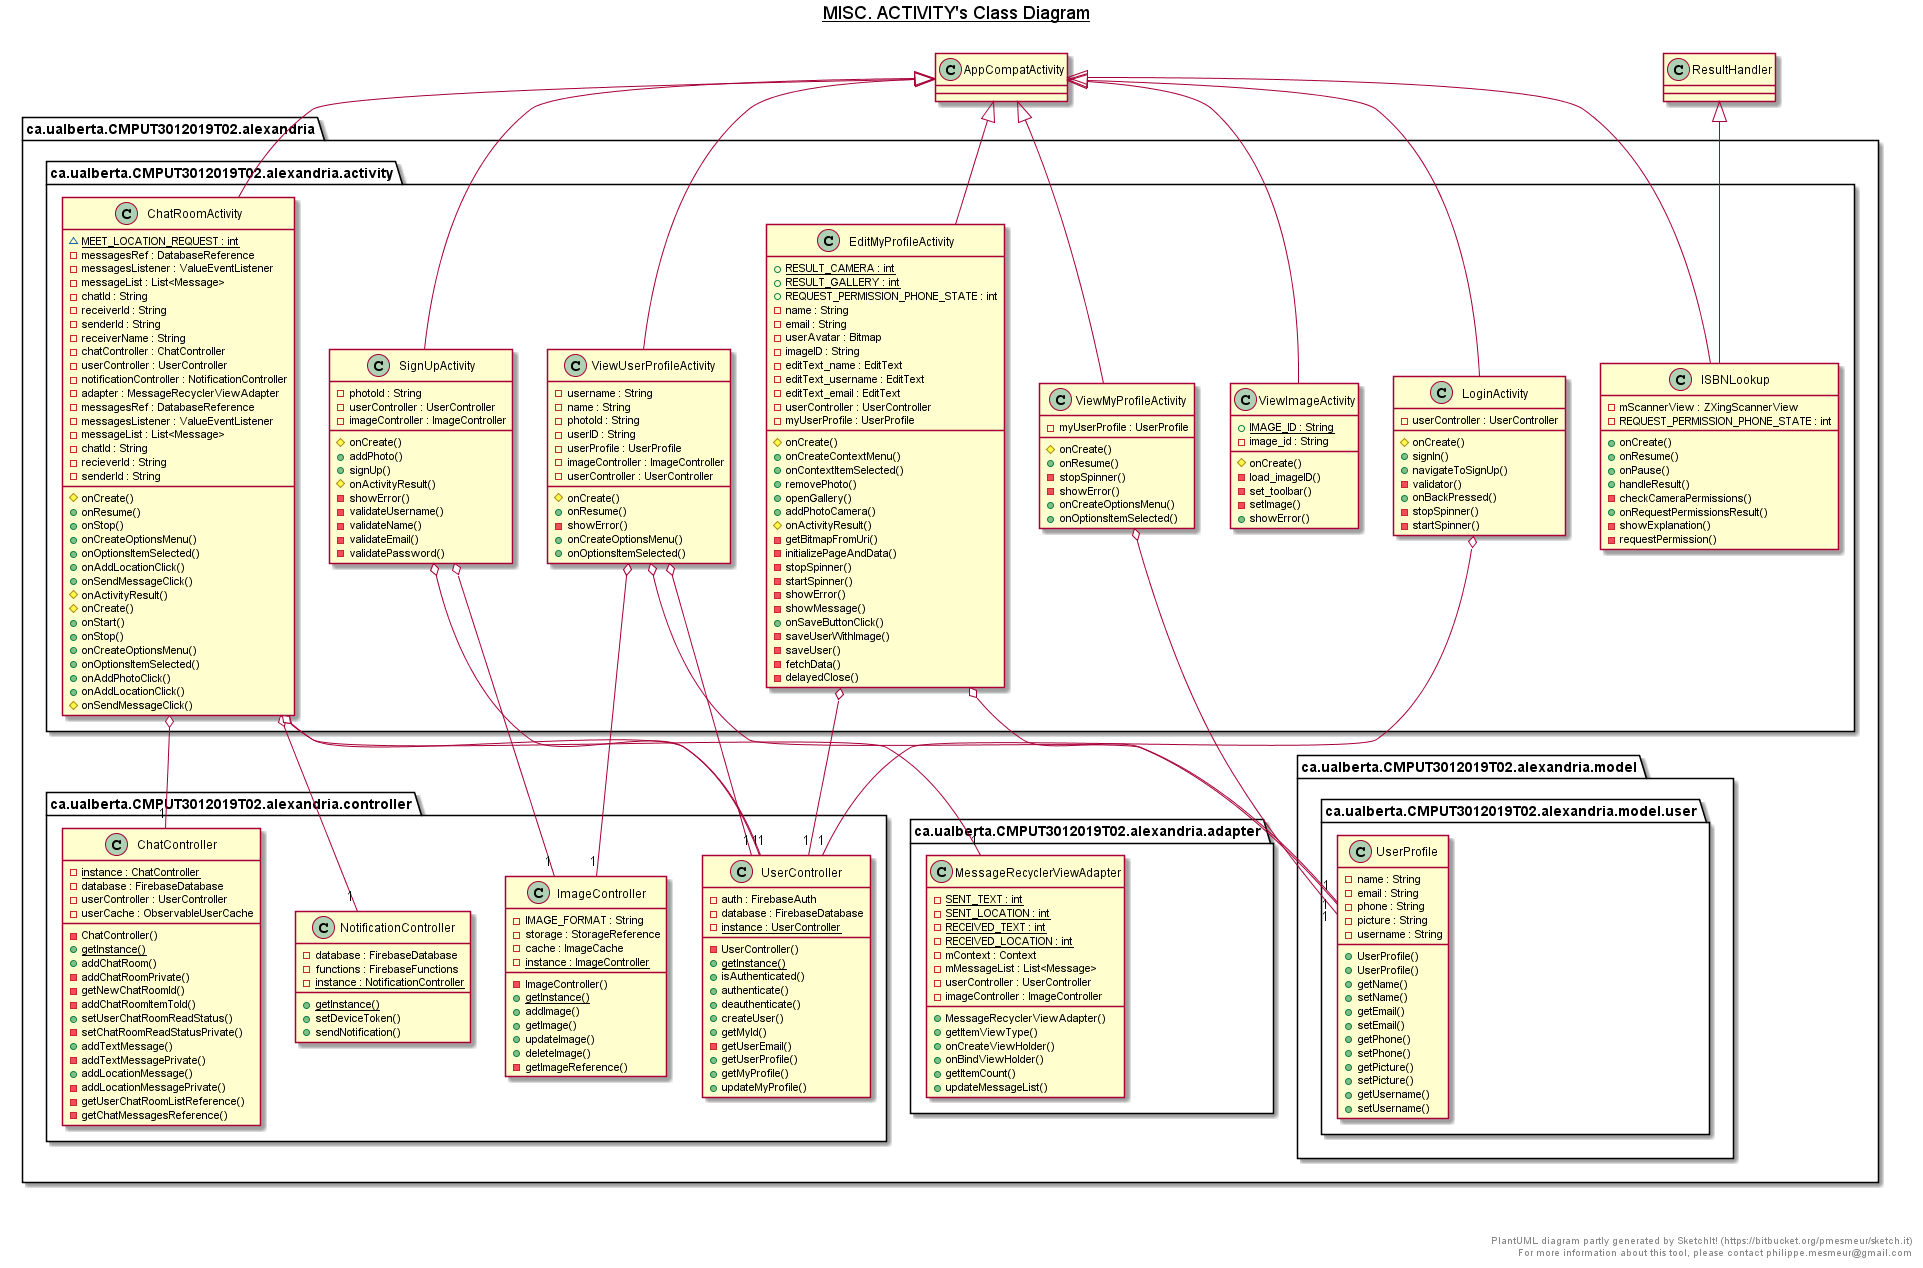 MISC. ACTIVITY's Class Diagram
AppCompatActivity
ResultHandler
ca.ualberta.CMPUT3012019T02.alexandria
ca.ualberta.CMPUT3012019T02.alexandria.activity
ChatRoomActivity
MEET_LOCATION_REQUEST : int
messagesRef : DatabaseReference
messagesListener : ValueEventListener
messageList : List<Message>
chatId : String
receiverId : String
senderId : String
receiverName : String
chatController : ChatController
userController : UserController
notificationController : NotificationController
adapter : MessageRecyclerViewAdapter
messagesRef : DatabaseReference
messagesListener : ValueEventListener
messageList : List<Message>
chatId : String
recieverId : String
senderId : String
onCreate()
onResume()
onStop()
onCreateOptionsMenu()
onOptionsItemSelected()
onAddLocationClick()
onSendMessageClick()
onActivityResult()
onCreate()
onStart()
onStop()
onCreateOptionsMenu()
onOptionsItemSelected()
onAddPhotoClick()
onAddLocationClick()
onSendMessageClick()
SignUpActivity
photoId : String
userController : UserController
imageController : ImageController
onCreate()
addPhoto()
signUp()
onActivityResult()
showError()
validateUsername()
validateName()
validateEmail()
validatePassword()
ViewUserProfileActivity
username : String
name : String
photoId : String
userID : String
userProfile : UserProfile
imageController : ImageController
userController : UserController
onCreate()
onResume()
showError()
onCreateOptionsMenu()
onOptionsItemSelected()
EditMyProfileActivity
RESULT_CAMERA : int
RESULT_GALLERY : int
REQUEST_PERMISSION_PHONE_STATE : int
name : String
email : String
userAvatar : Bitmap
imageID : String
editText_name : EditText
editText_username : EditText
editText_email : EditText
userController : UserController
myUserProfile : UserProfile
onCreate()
onCreateContextMenu()
onContextItemSelected()
removePhoto()
openGallery()
addPhotoCamera()
onActivityResult()
getBitmapFromUri()
initializePageAndData()
stopSpinner()
startSpinner()
showError()
showMessage()
onSaveButtonClick()
saveUserWithImage()
saveUser()
fetchData()
delayedClose()
ViewMyProfileActivity
myUserProfile : UserProfile
onCreate()
onResume()
stopSpinner()
showError()
onCreateOptionsMenu()
onOptionsItemSelected()
ViewImageActivity
IMAGE_ID : String
image_id : String
onCreate()
load_imageID()
set_toolbar()
setImage()
showError()
LoginActivity
userController : UserController
onCreate()
signIn()
navigateToSignUp()
validator()
onBackPressed()
stopSpinner()
startSpinner()
ISBNLookup
mScannerView : ZXingScannerView
REQUEST_PERMISSION_PHONE_STATE : int
onCreate()
onResume()
onPause()
handleResult()
checkCameraPermissions()
onRequestPermissionsResult()
showExplanation()
requestPermission()
ca.ualberta.CMPUT3012019T02.alexandria.controller
ChatController
instance : ChatController
database : FirebaseDatabase
userController : UserController
userCache : ObservableUserCache
ChatController()
getInstance()
addChatRoom()
addChatRoomPrivate()
getNewChatRoomId()
addChatRoomItemToId()
setUserChatRoomReadStatus()
setChatRoomReadStatusPrivate()
addTextMessage()
addTextMessagePrivate()
addLocationMessage()
addLocationMessagePrivate()
getUserChatRoomListReference()
getChatMessagesReference()
NotificationController
database : FirebaseDatabase
functions : FirebaseFunctions
instance : NotificationController
getInstance()
setDeviceToken()
sendNotification()
ImageController
IMAGE_FORMAT : String
storage : StorageReference
cache : ImageCache
instance : ImageController
ImageController()
getInstance()
addImage()
getImage()
updateImage()
deleteImage()
getImageReference()
UserController
auth : FirebaseAuth
database : FirebaseDatabase
instance : UserController
UserController()
getInstance()
isAuthenticated()
authenticate()
deauthenticate()
createUser()
getMyId()
getUserEmail()
getUserProfile()
getMyProfile()
updateMyProfile()
ca.ualberta.CMPUT3012019T02.alexandria.adapter
MessageRecyclerViewAdapter
SENT_TEXT : int
SENT_LOCATION : int
RECEIVED_TEXT : int
RECEIVED_LOCATION : int
mContext : Context
mMessageList : List<Message>
userController : UserController
imageController : ImageController
MessageRecyclerViewAdapter()
getItemViewType()
onCreateViewHolder()
onBindViewHolder()
getItemCount()
updateMessageList()
ca.ualberta.CMPUT3012019T02.alexandria.model
ca.ualberta.CMPUT3012019T02.alexandria.model.user
UserProfile
name : String
email : String
phone : String
picture : String
username : String
UserProfile()
UserProfile()
getName()
setName()
getEmail()
setEmail()
getPhone()
setPhone()
getPicture()
setPicture()
getUsername()
setUsername()
PlantUML diagram partly generated by SketchIt! (https://bitbucket.org/pmesmeur/sketch.it)
For more information about this tool, please contact philippe.mesmeur@gmail.com